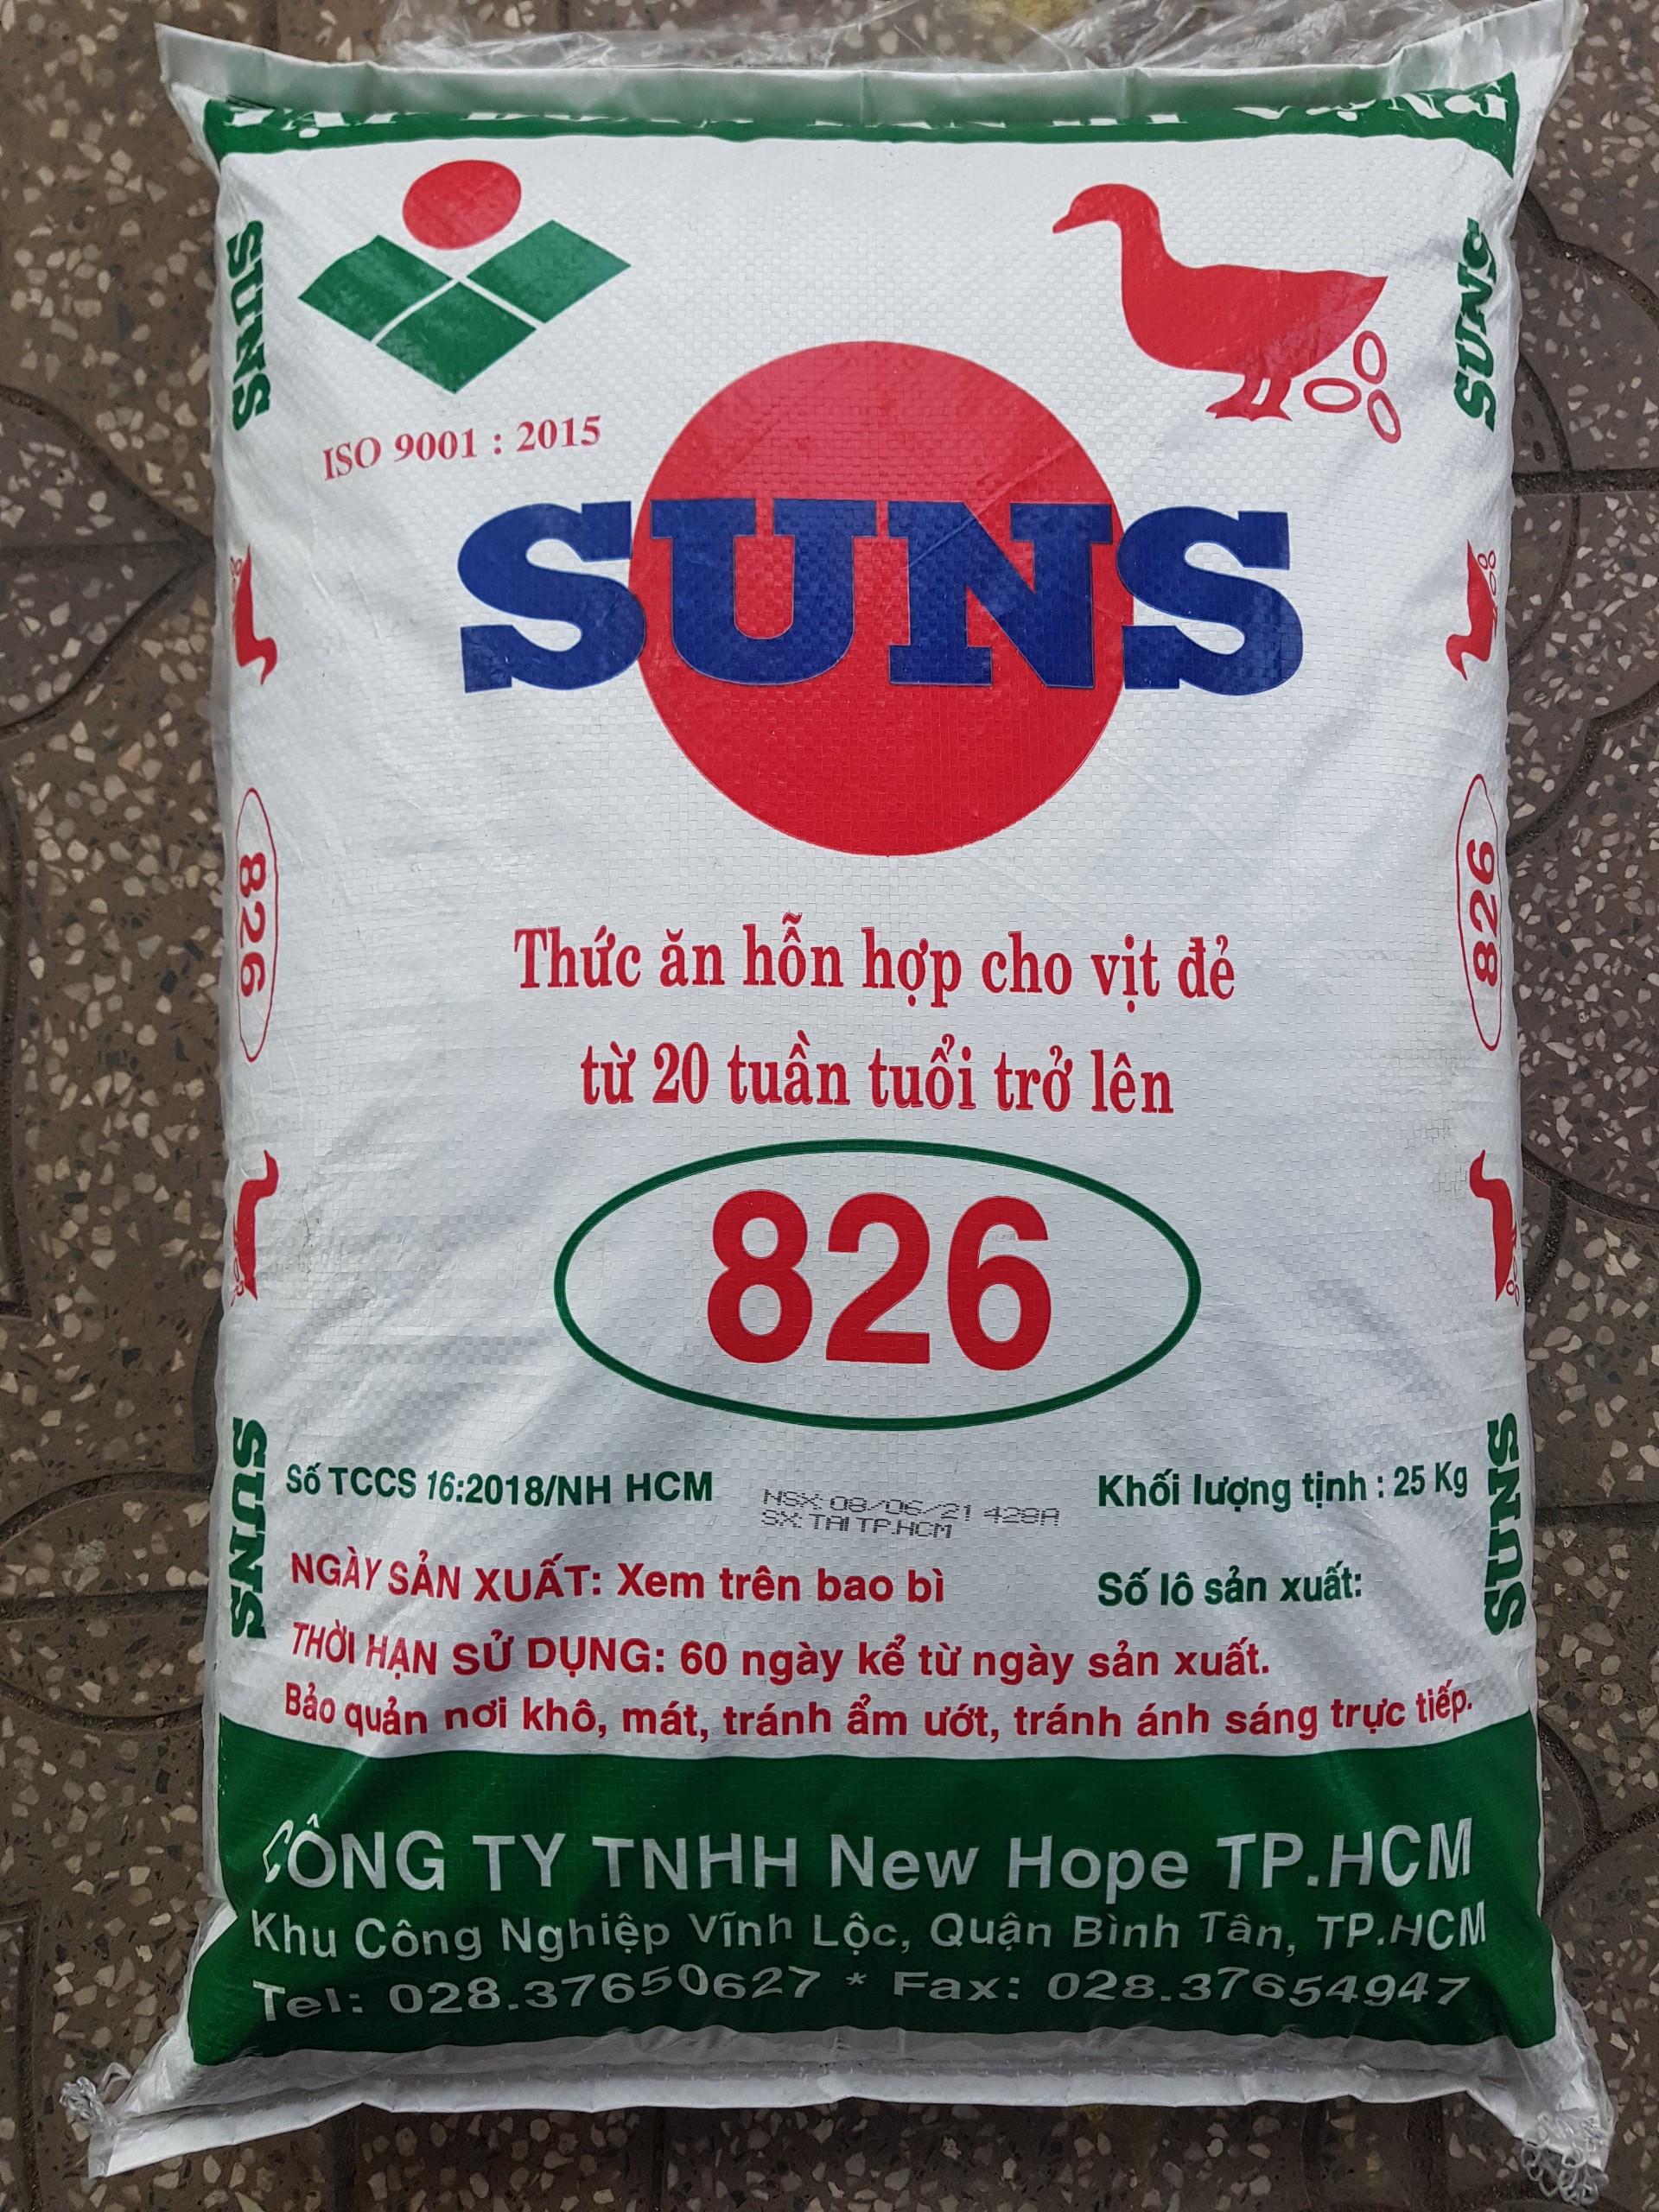 SUNS
SUNS
ISO 9001 : 2015
SUNS
826
826
Thức ăn hỗn hợp cho vịt đẻ
từ 20 tuần tuổi trở lên
826
SUNS
SUNS
Số TCCS 16:2018/NH HCM
NSX: 08/06/21 428A
SX: TAI TP.HCM
Khối lượng tịnh : 25 Kg
NGÀY SẢN XUẤT: Xem trên bao bì
Số lô sản xuất:
THỜI HẠN SỬ DỤNG: 60 ngày kể từ ngày sản xuất.
Bảo quản nơi khô, mát, tránh ẩm ướt, tránh ánh sáng trực tiếp.
CÔNG TY TNHH New Hope TP.HCM
Khu Công Nghiệp Vĩnh Lộc, Quận Bình Tân, TP.HCM
Tel: 028.37650627 * Fax: 028.37654947